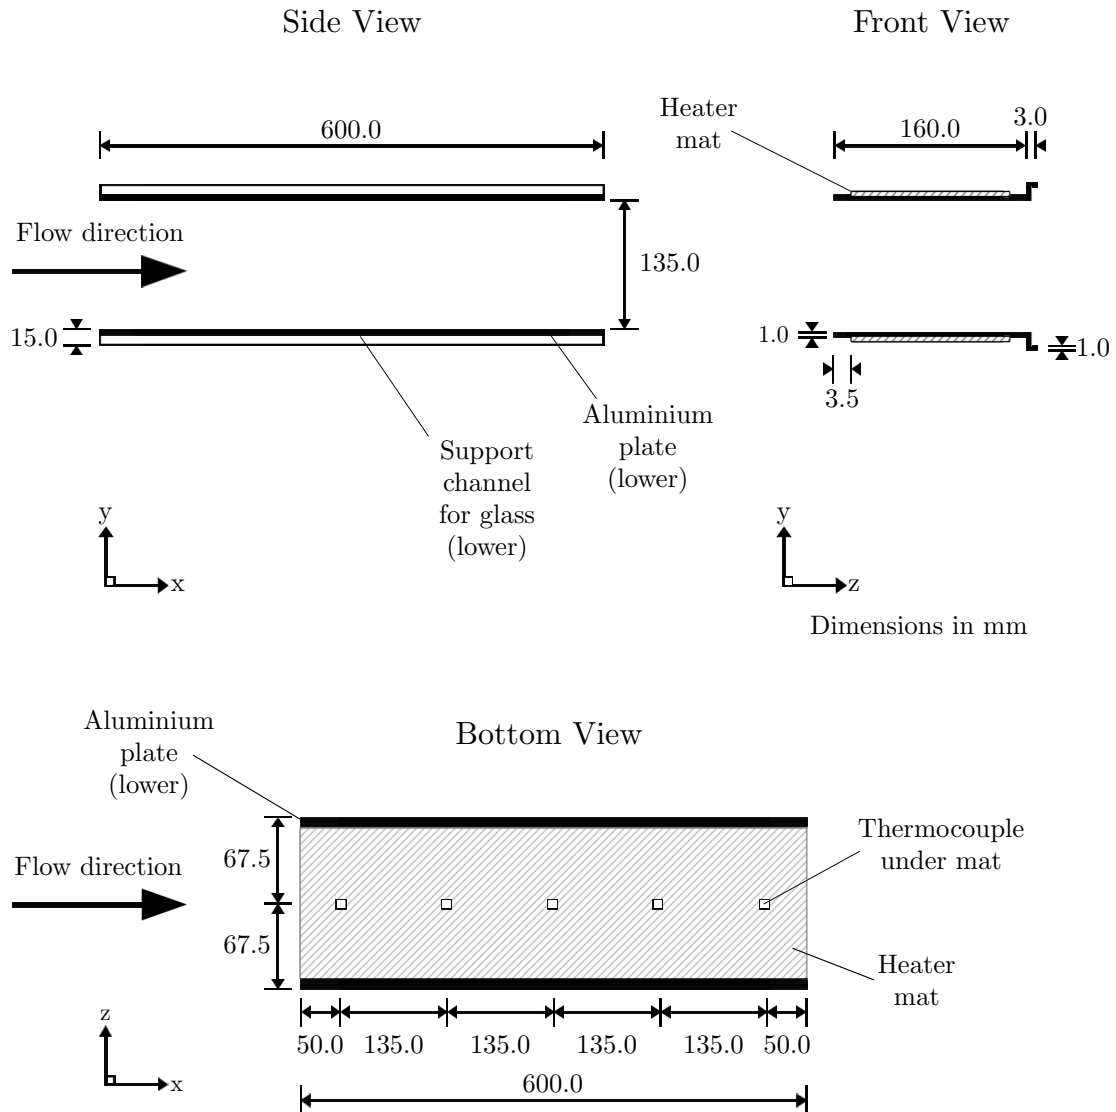 Side View
Front View
Heater
mat
600.0
160.0
3.0
Flow direction
135.0
15.0
1.0
1.0
3.5
Aluminium
plate
(lower)
Support
channel
for glass
(lower)
y
x
y
z
Dimensions in mm
Bottom View
Aluminium
plate
(lower)
Thermocouple
under mat
67.5
Flow direction
67.5
Heater
mat
z
x
50.0 135.0 135.0 135.0 135.0 50.0
600.0